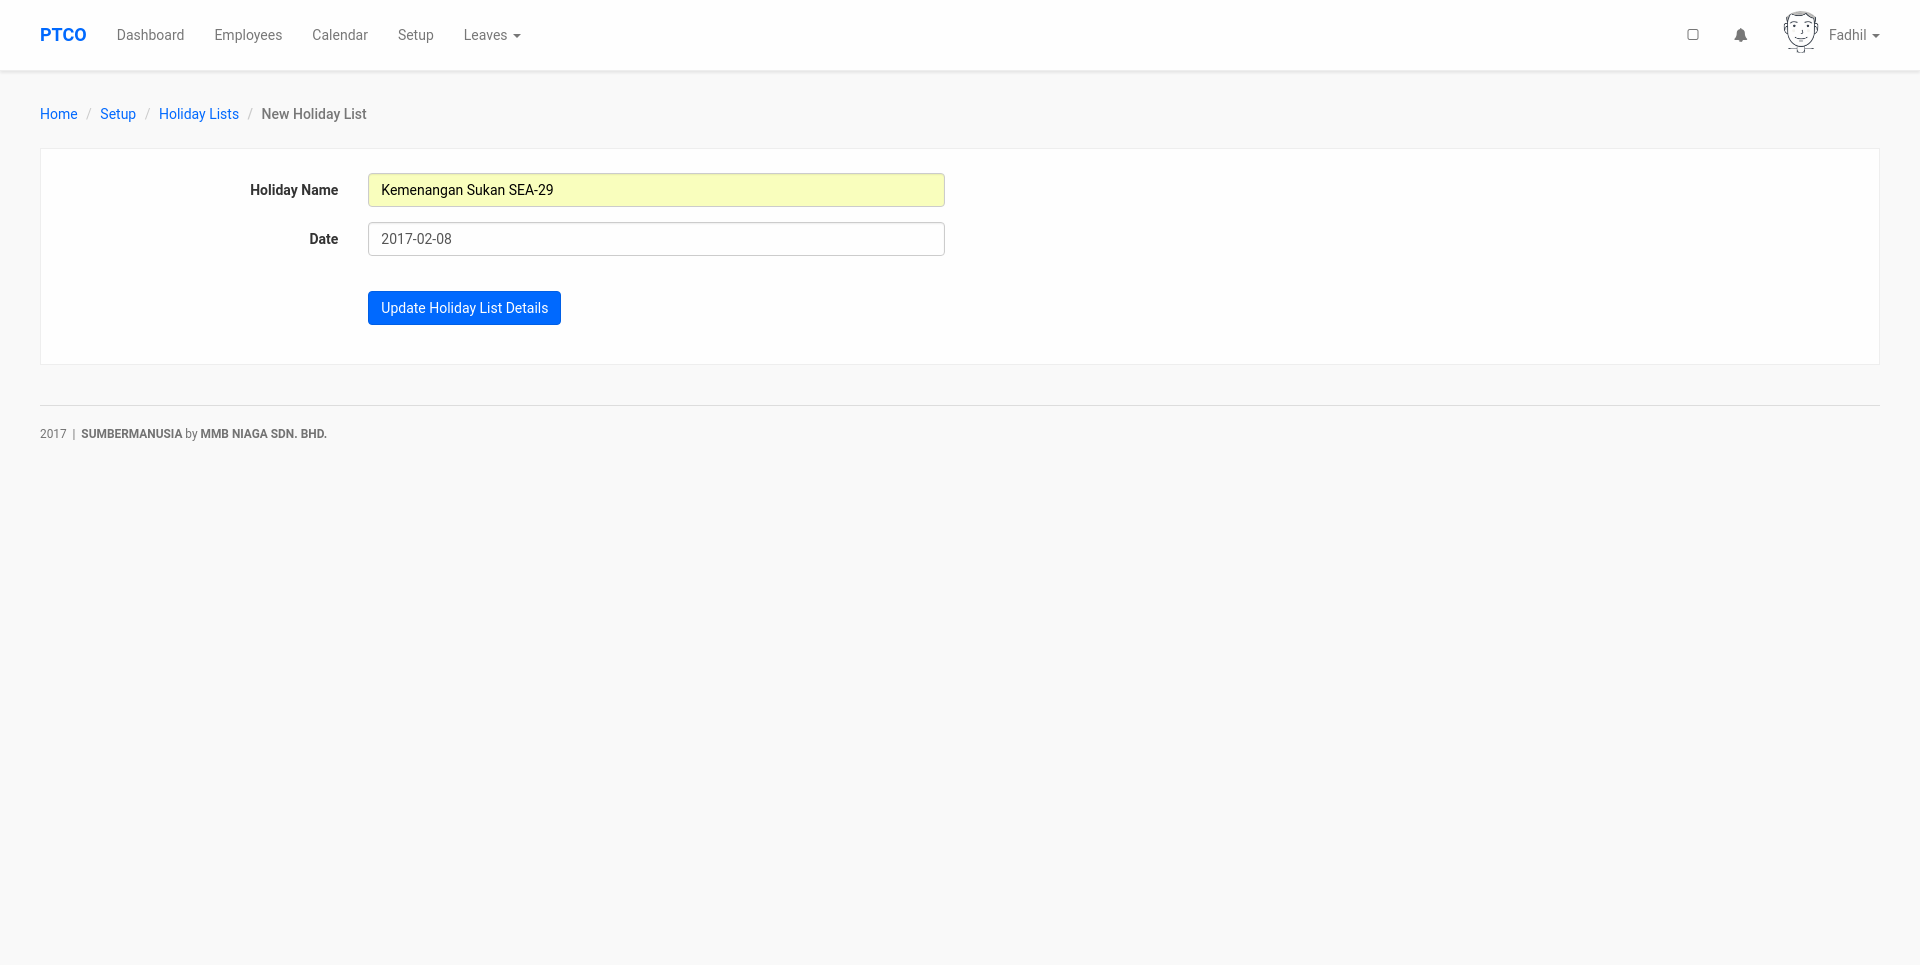 PTCO Dashboard Employees Calendar Setup Leaves Fadhil
Home / Setup / Holiday Lists / New Holiday List
Holiday Name Kemenangan Sukan SEA-29
Date 2017-02-08
Update Holiday List Details
2017 | SUMBERMANUSIA by MMB NIAGA SDN. BHD.